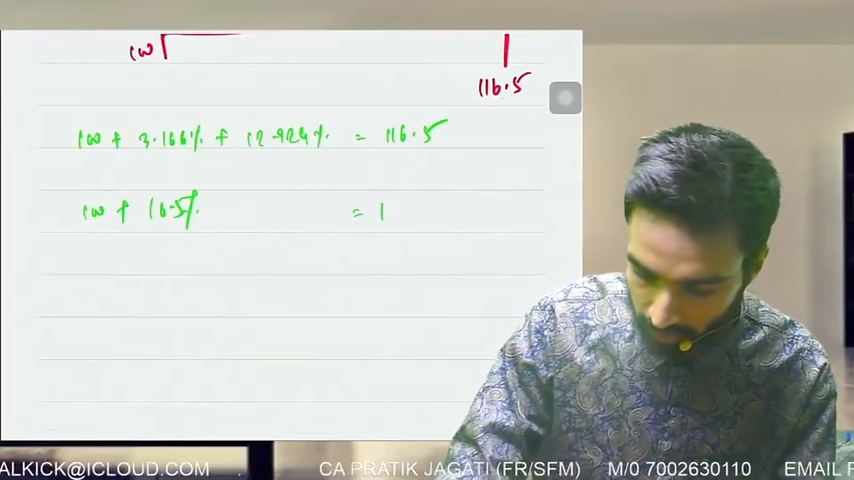 100
116.5
100 + 3.166% + 12.924% = 116.5
100 + 16.5% = 1
ALKICK@ICLOUD.COM . CA PRATIK JAGATI (FR/SFM) M/0 7002630110 EMAIL F